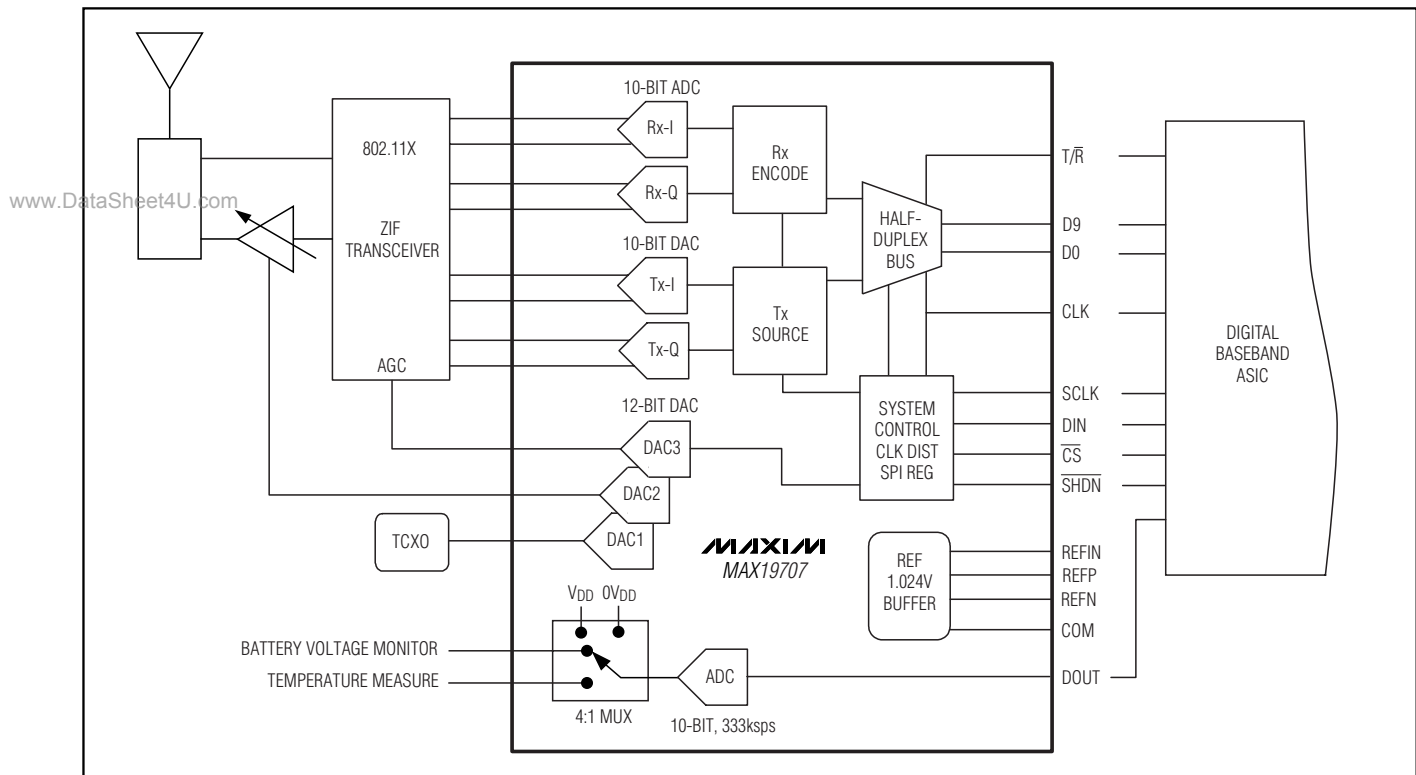 10-BIT ADC
802.11X
ZIF
TRANSCEIVER
AGC
Rx-I
Rx-Q
Rx
ENCODE
10-BIT DAC
Tx-I
Tx-Q
Tx
SOURCE
HALF-
DUPLEX
BUS
T/R̅
D9
D0
CLK
DIGITAL
BASEBAND
ASIC
www.DataSheet4U.com
12-BIT DAC
DAC3
DAC2
DAC1
TCXO
SYSTEM
CONTROL
CLK DIST
SPI REG
SCLK
DIN
C̅S̅
S̅H̅D̅N̅
MAXIM
MAX19707
REF
1.024V
BUFFER
REFIN
REFP
REFN
COM
VDD 0VDD
BATTERY VOLTAGE MONITOR
TEMPERATURE MEASURE
4:1 MUX
ADC
10-BIT, 333ksps
DOUT